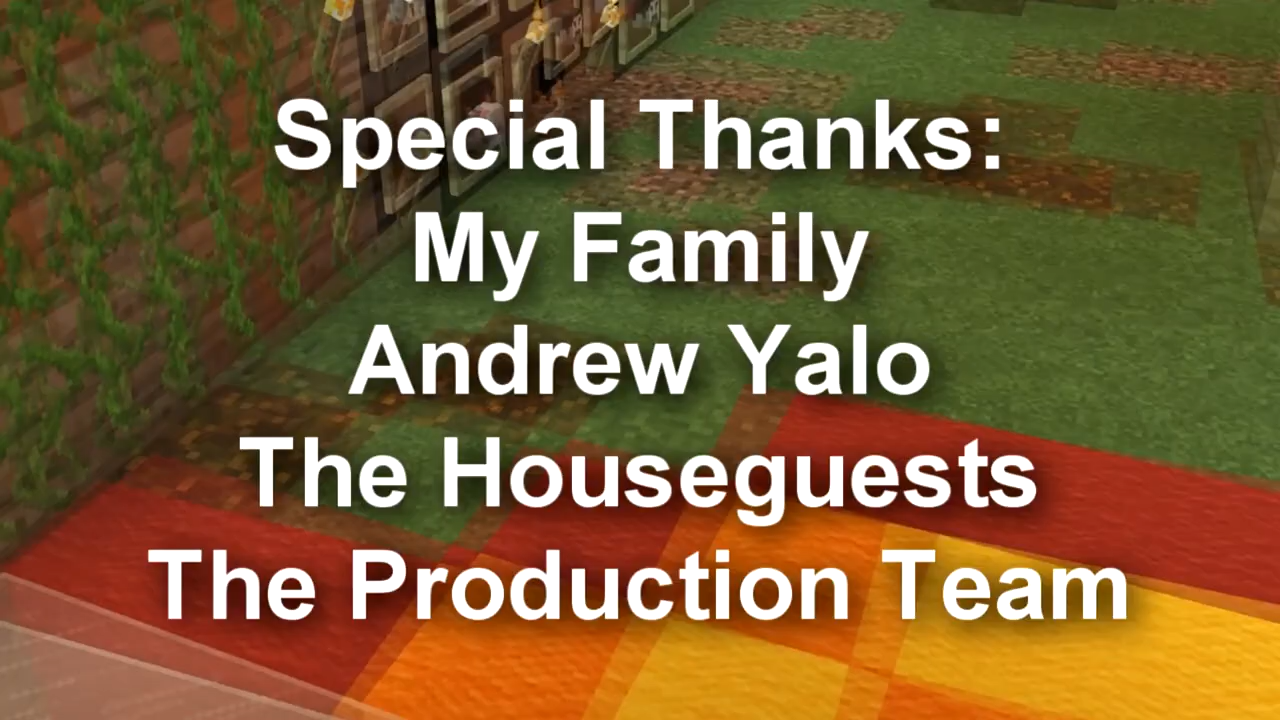 Special Thanks:
My Family
Andrew Yalo
The Houseguests
The Production Team